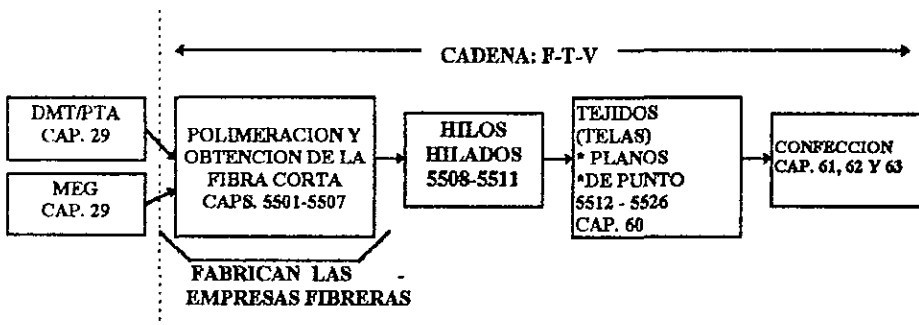 CADENA: F-T-V
DMT/PTA
CAP. 29
MEG
CAP. 29
POLIMERACION Y
OBTENCION DE LA
FIBRA CORTA
CAPS. 5501-5507
HILOS
HILADOS
5508-5511
TEJIDOS
(TELAS)
* PLANOS
*DE PUNTO
5512 - 5526
CAP. 60
CONFECCION
CAP. 61, 62 Y 63
FABRICAN LAS -
EMPRESAS FIBRERAS